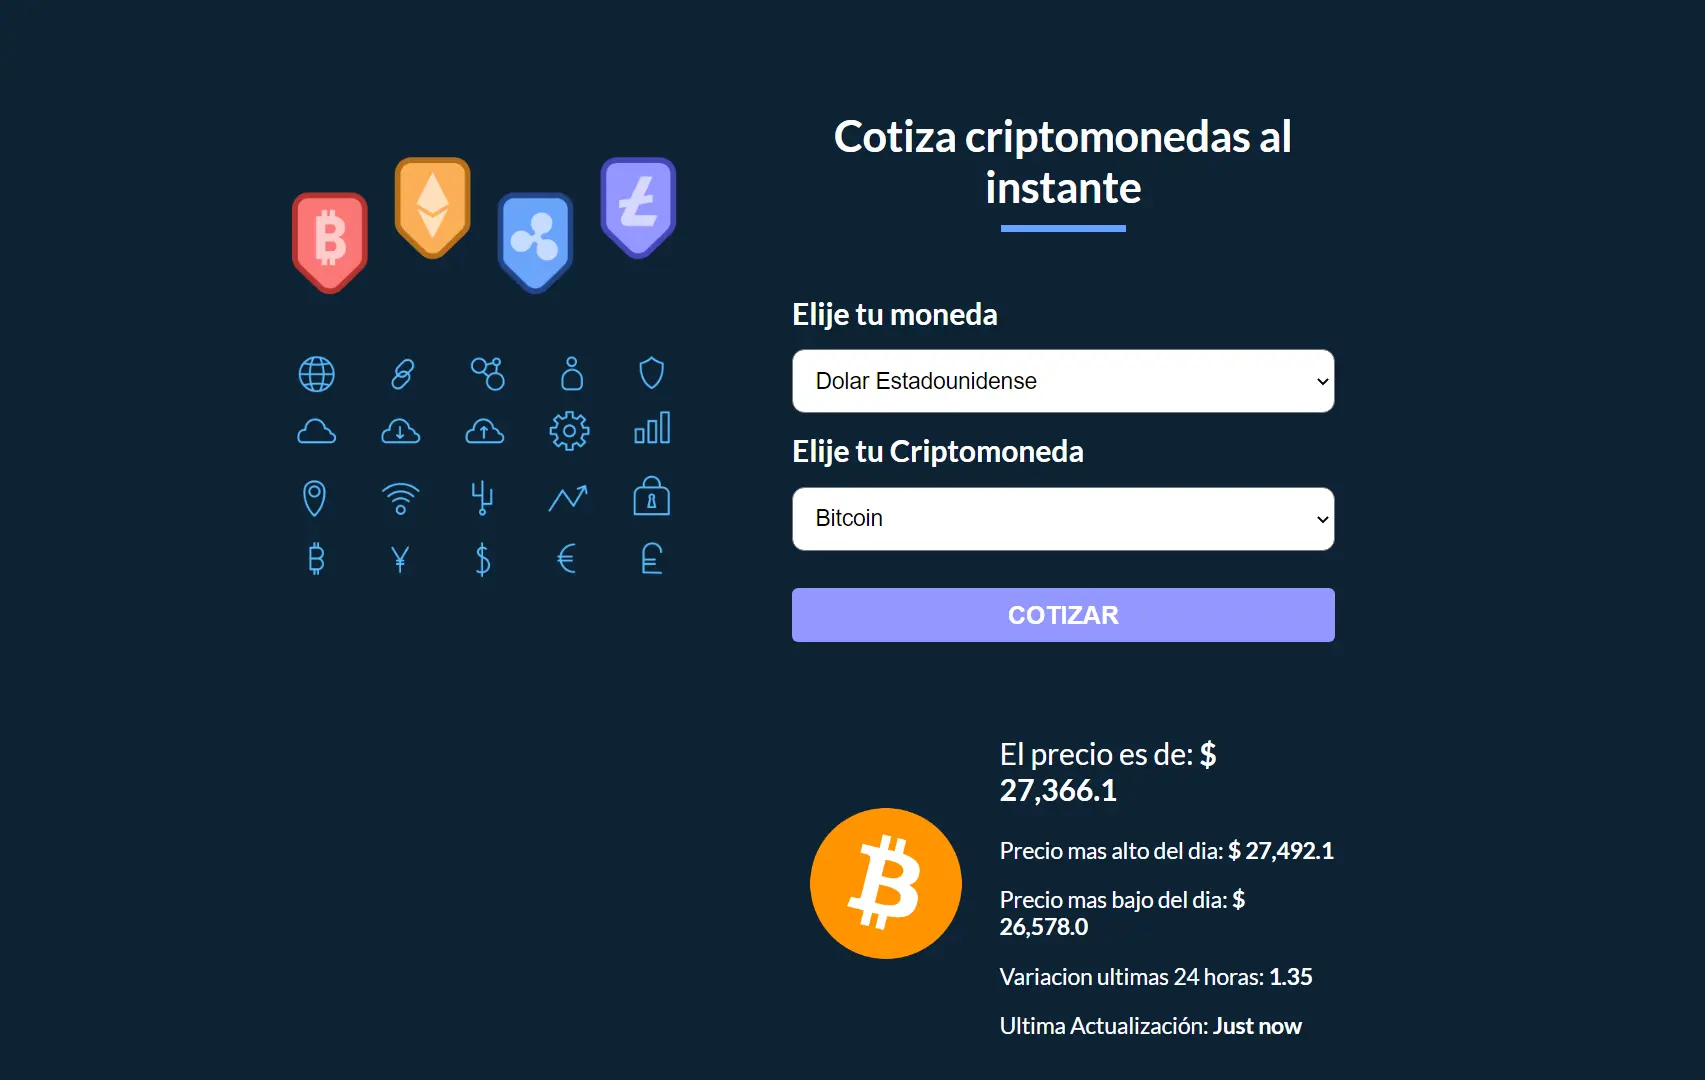 Cotiza criptomonedas al
instante
Elije tu moneda
Dolar Estadounidense
Elije tu Criptomoneda
Bitcoin
COTIZAR
El precio es de: $
27,366.1
Precio mas alto del dia: $ 27,492.1
Precio mas bajo del dia: $
26,578.0
Variacion ultimas 24 horas: 1.35
Ultima Actualización: Just now